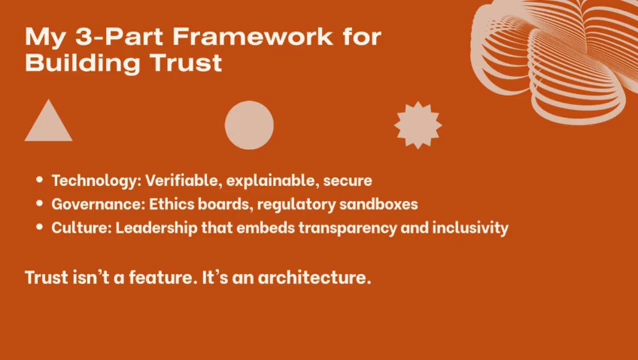 My 3-Part Framework for
Building Trust
• Technology: Verifiable, explainable, secure
• Governance: Ethics boards, regulatory sandboxes
• Culture: Leadership that embeds transparency and inclusivity
Trust isn't a feature. It's an architecture.